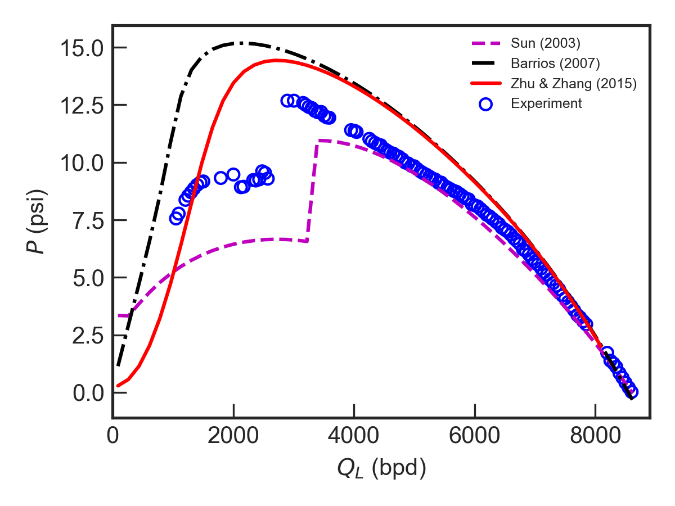 15.0
12.5
10.0
7.5
5.0
2.5
0.0
P (psi)
0 2000 4000 6000 8000
Q_L (bpd)
Sun (2003)
Barrios (2007)
Zhu & Zhang (2015)
Experiment